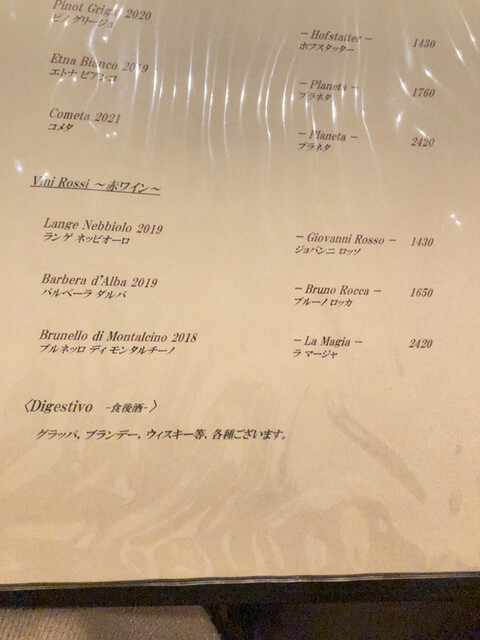 Pinot Grigio 2020 - Hofstatter - 1430
ピノ グリージョ ホフスタッター
Etna Bianco 2019 - Planeta - 1760
エトナ ビアンコ プラネタ
Cometa 2021 - Planeta - 2420
コメタ プラネタ
Vini Rossi ～赤ワイン～
Lange Nebbiolo 2019 - Giovanni Rosso - 1430
ランゲ ネッビオーロ ジョバンニ ロッソ
Barbera d'Alba 2019 - Bruno Rocca - 1650
バルベーラ ダルバ ブルーノ ロッカ
Brunello di Montalcino 2018 - La Magia - 2420
ブルネッロ ディ モンタルチーノ ラ マージャ
〈Digestivo -食後酒-〉
グラッパ, ブランデー, ウィスキー等, 各種ございます。